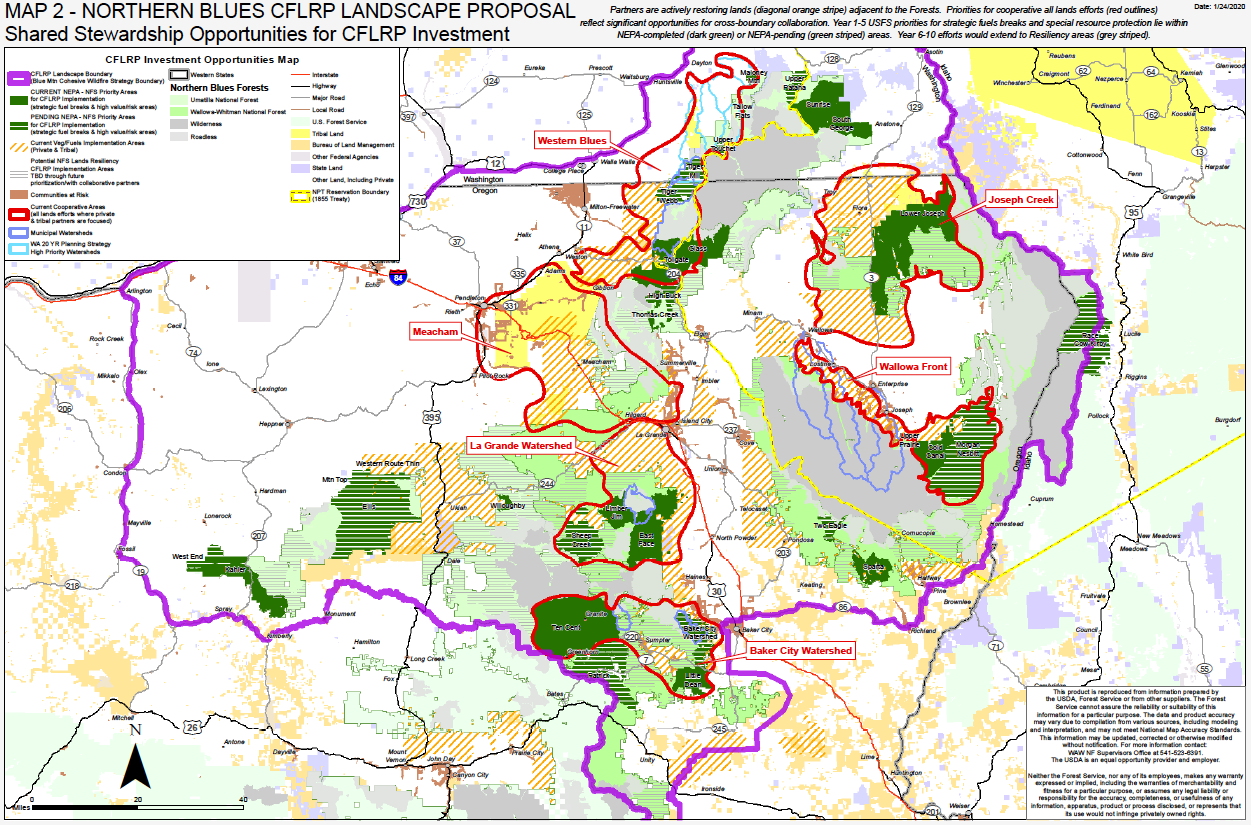 MAP 2 - NORTHERN BLUES CFLRP LANDSCAPE PROPOSAL
Shared Stewardship Opportunities for CFLRP Investment
Partners are actively restoring lands (diagonal orange stripe) adjacent to the Forests. Priorities for cooperative all lands efforts (red outlines)
reflect significant opportunities for cross-boundary collaboration. Year 1-5 USFS priorities for strategic fuels breaks and special resource protection lie within
NEPA-completed (dark green) or NEPA-pending (green striped) areas. Year 6-10 efforts would extend to Resiliency areas (grey striped).
Date: 1/24/2020
CFLRP Investment Opportunities Map
CFLRP Landscape Boundary
(Blue Mtn Cohesive Wildfire Strategy Boundary)
CURRENT NEPA - NFS Priority Areas
for CFLRP Implementation
(strategic fuel breaks & high value/risk areas)
PENDING NEPA - NFS Priority Areas
for CFLRP Implementation
(strategic fuel breaks & high value/risk areas)
Current Veg/Fuels Implementation Areas
(Private & Tribal)
Potential NFS Lands Resiliency
CFLRP Implementation Areas
TBD through future
prioritization/with collaborative partners
Communities at Risk
Current Cooperative Areas
(all lands efforts where private
& tribal partners are focused)
Municipal Watersheds
WA 20 YR Planning Strategy
High Priority Watersheds
Western States
Northern Blues Forests
Umatilla National Forest
Wallowa-Whitman National Forest
Wilderness
Roadless
Interstate
Highway
Major Road
Local Road
U.S. Forest Service
Tribal Land
Bureau of Land Management
Other Federal Agencies
State Land
Other Land, Including Private
NPT Reservation Boundary
(1855 Treaty)
Eureka
Prescott
Waitsburg
Huntsville
Dayton
Maloney
Asotin
Reubens
Craigmont
Winchester
Nezperce
Kamiah
Glenwood
Ferdinand
Kooskia
Stites
Harpster
Cottonwood
Fenn
Grangeville
White Bird
Lucile
Riggins
Pollock
Burgdorf
124
125
128
129
62
64
162
13
397
12
730
11
37
335
331
204
84
3
95
74
206
395
237
244
207
19
218
203
30
86
220
7
71
55
26
245
201
Tallow
Flats
Upper
Touchet
Sunrise
South
George
Anatone
Washington
Idaho
Western Blues
Walla Walla
College Place
Washington
Oregon
Milton-Freewater
Tiger
Webb
Troy
Flora
Lower Joseph
Joseph Creek
Helix
Athena
Weston
Adams
Gibbon
Glass
Tollgate
High Buck
Thomas Creek
Echo
Pendleton
Rieth
Meacham
Pilot Rock
Meacham
Elgin
Minam
Wallowa
Lostine
Wallowa Front
Enterprise
Joseph
Upper
Prairie
Morgan
Nesbit
Summerville
Imbler
Hilgard
Island City
La Grande
La Grande Watershed
Cove
Union
Telocaset
North Powder
Arlington
Cecil
Rock Creek
Mikkalo
Olex
Ione
Lexington
Heppner
Condon
Hardman
Lonerock
Mayville
Fossil
Western Route Thin
Mtn Top
Ellis
Ukiah
Willoughby
Sheep
Creek
East
Face
Dale
West End
Kahler
Spray
Kimberly
Monument
Hamilton
Long Creek
Fox
Two Eagle
Pondosa
Cornucopia
Sparta
Halfway
Keating
Pine
Brownlee
Richland
Homestead
Oregon
Idaho
Cuprum
New Meadows
Meadows
Fruitvale
Council
Mesa
Cambridge
Haines
Granite
Ten Cent
Sumpter
Baker City
Watershed
Baker City
Baker City Watershed
Greenhorn
Patrick
Little
Dean
Bates
Mitchell
Antone
Dayville
Mount
Vernon
John Day
Canyon City
Prairie City
Unity
Ironside
Lime
Huntington
Weiser
N
0 20 40
Miles
This product is reproduced from information prepared by
the USDA, Forest Service or from other suppliers. The Forest
Service cannot assure the reliability or suitability of this
information for a particular purpose. The data and product accuracy
may vary due to compilation from various sources, including modeling
and interpretation, and may not meet National Map Accuracy Standards.
This information may be updated, corrected or otherwise modified
without notification. For more information contact:
WAW NF Supervisors Office at 541-523-6391.
The USDA is an equal opportunity provider and employer.
Neither the Forest Service, nor any of its employees, makes any warranty
expressed or implied, including the warranties of merchantability and
fitness for a particular purpose, or assumes any legal liability or
responsibility for the accuracy, completeness, or usefulness of any
information, apparatus, product or process disclosed, or represents that
its use would not infringe privately owned rights.